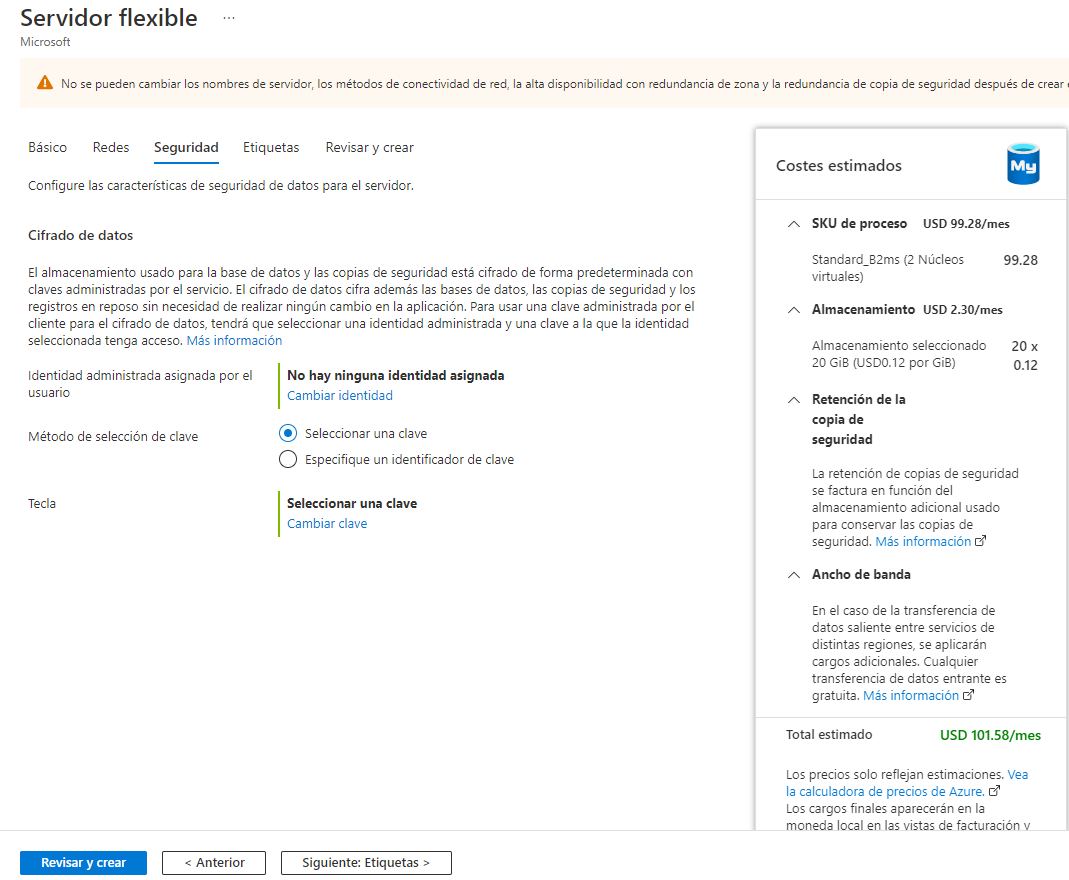 Servidor flexible ...
Microsoft
No se pueden cambiar los nombres de servidor, los métodos de conectividad de red, la alta disponibilidad con redundancia de zona y la redundancia de copia de seguridad después de crear
Básico Redes Seguridad Etiquetas Revisar y crear
Configure las características de seguridad de datos para el servidor.
Cifrado de datos
El almacenamiento usado para la base de datos y las copias de seguridad está cifrado de forma predeterminada con
claves administradas por el servicio. El cifrado de datos cifra además las bases de datos, las copias de seguridad y los
registros en reposo sin necesidad de realizar ningún cambio en la aplicación. Para usar una clave administrada por el
cliente para el cifrado de datos, tendrá que seleccionar una identidad administrada y una clave a la que la identidad
seleccionada tenga acceso. Más información
Identidad administrada asignada por el
usuario
No hay ninguna identidad asignada
Cambiar identidad
Método de selección de clave
Seleccionar una clave
Especifique un identificador de clave
Tecla
Seleccionar una clave
Cambiar clave
Costes estimados
My
SKU de proceso USD 99.28/mes
Standard_B2ms (2 Núcleos
virtuales)
99.28
Almacenamiento USD 2.30/mes
Almacenamiento seleccionado
20 GiB (USD0.12 por GiB)
20 x
0.12
Retención de la
copia de
seguridad
La retención de copias de seguridad
se factura en función del
almacenamiento adicional usado
para conservar las copias de
seguridad. Más información
Ancho de banda
En el caso de la transferencia de
datos saliente entre servicios de
distintas regiones, se aplicarán
cargos adicionales. Cualquier
transferencia de datos entrante es
gratuita. Más información
Total estimado USD 101.58/mes
Los precios solo reflejan estimaciones. Vea
la calculadora de precios de Azure.
Los cargos finales aparecerán en la
moneda local en las vistas de facturación y
Revisar y crear
< Anterior
Siguiente: Etiquetas >